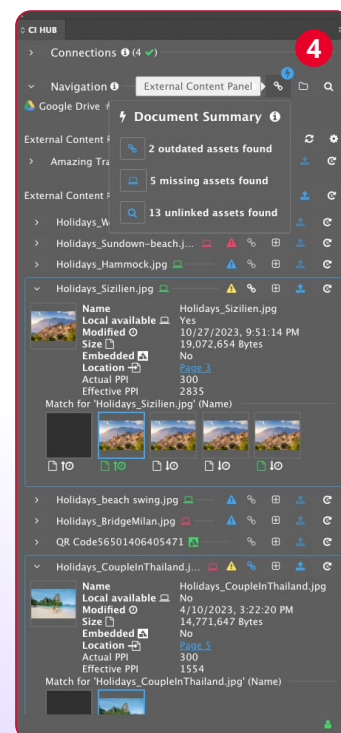 CI HUB
4
Connections (4 ✓)
Navigation External Content Panel
Google Drive
Document Summary
External Content
2 outdated assets found
Amazing Tra
5 missing assets found
External Content
13 unlinked assets found
Holidays_W
Holidays_Sundown-beach.j...
Holidays_Hammock.jpg
Holidays_Sizilien.jpg
Name Holidays_Sizilien.jpg
Local available Yes
Modified 10/27/2023, 9:51:14 PM
Size 19,072,654 Bytes
Embedded No
Location Page 3
Actual PPI 300
Effective PPI 2835
Match for 'Holidays_Sizilien.jpg' (Name)
Holidays_beach swing.jpg
Holidays_BridgeMilan.jpg
QR Code56501406405471
Holidays_CoupleInThailand.j...
Name Holidays_CoupleInThailand.jpg
Local available No
Modified 4/10/2023, 3:22:20 PM
Size 14,771,647 Bytes
Embedded No
Location Page 5
Actual PPI 300
Effective PPI 1554
Match for 'Holidays_CoupleInThailand.jpg' (Name)